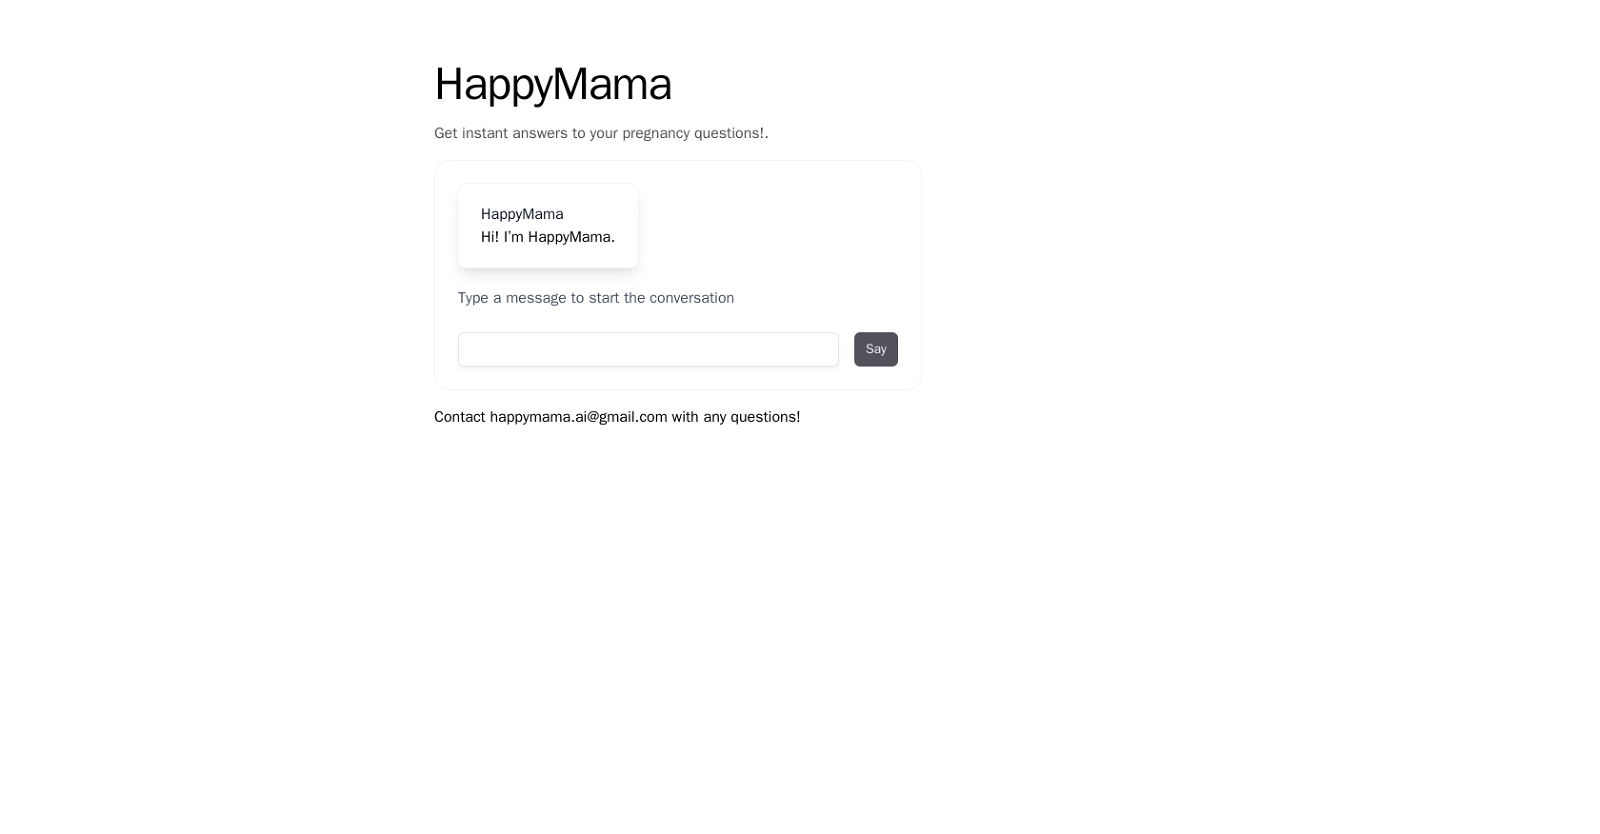 HappyMama
Get instant answers to your pregnancy questions!.
HappyMama
Hi! I'm HappyMama.
Type a message to start the conversation
Say
Contact happymama.ai@gmail.com with any questions!